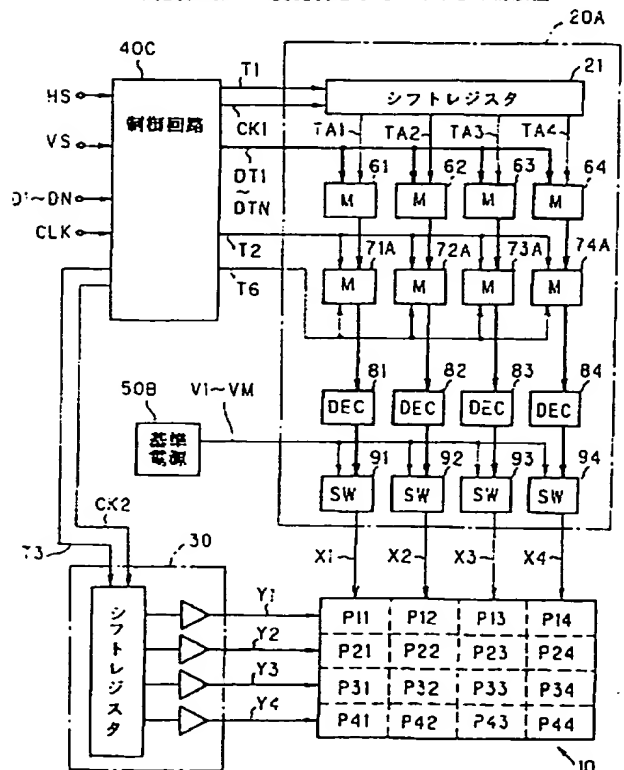 20A
40C
T1
21
HS
制御回路
シフトレジスタ
CK1
TA1
TA2
TA3
TA4
VS
61
62
63
64
DT1
~
DTN
M
M
M
M
D1~DN
CLK
T2
71A
72A
73A
74A
M
M
M
M
T6
81
82
83
84
50B
V1~VM
DEC
DEC
DEC
DEC
基準
電源
91
92
93
94
SW
SW
SW
SW
CK2
T3
30
X1
X2
X3
X4
シフトレジスタ
Y1
Y2
Y3
Y4
P11
P12
P13
P14
P21
P22
P23
P24
P31
P32
P33
P34
P41
P42
P43
P44
10